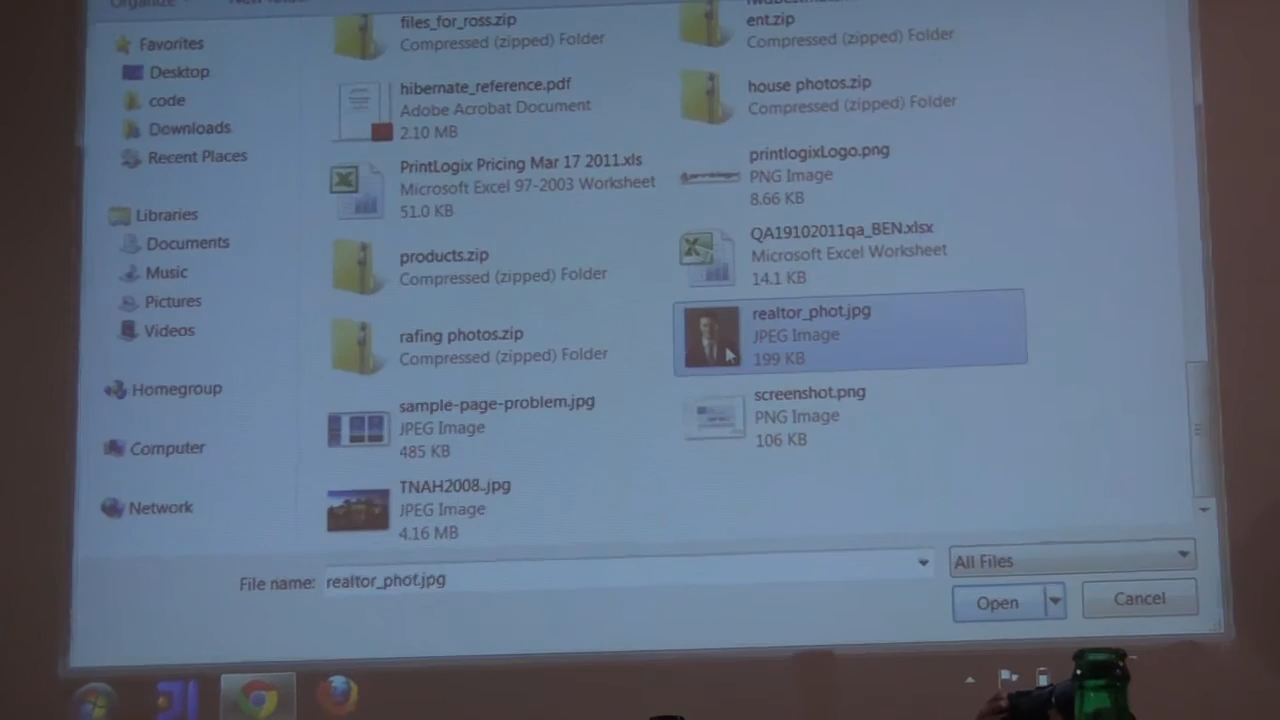 Organize
Favorites
Desktop
code
Downloads
Recent Places
Libraries
Documents
Music
Pictures
Videos
Homegroup
Computer
Network
files_for_ross.zip
Compressed (zipped) Folder
ent.zip
Compressed (zipped) Folder
hibernate_reference.pdf
Adobe Acrobat Document
2.10 MB
house photos.zip
Compressed (zipped) Folder
PrintLogix Pricing Mar 17 2011.xls
Microsoft Excel 97-2003 Worksheet
51.0 KB
printlogixLogo.png
PNG Image
8.66 KB
products.zip
Compressed (zipped) Folder
QA19102011qa_BEN.xlsx
Microsoft Excel Worksheet
14.1 KB
rafing photos.zip
Compressed (zipped) Folder
realtor_phot.jpg
JPEG Image
199 KB
sample-page-problem.jpg
JPEG Image
485 KB
screenshot.png
PNG Image
106 KB
TNAH2008..jpg
JPEG Image
4.16 MB
File name: realtor_phot.jpg
All Files
Open
Cancel